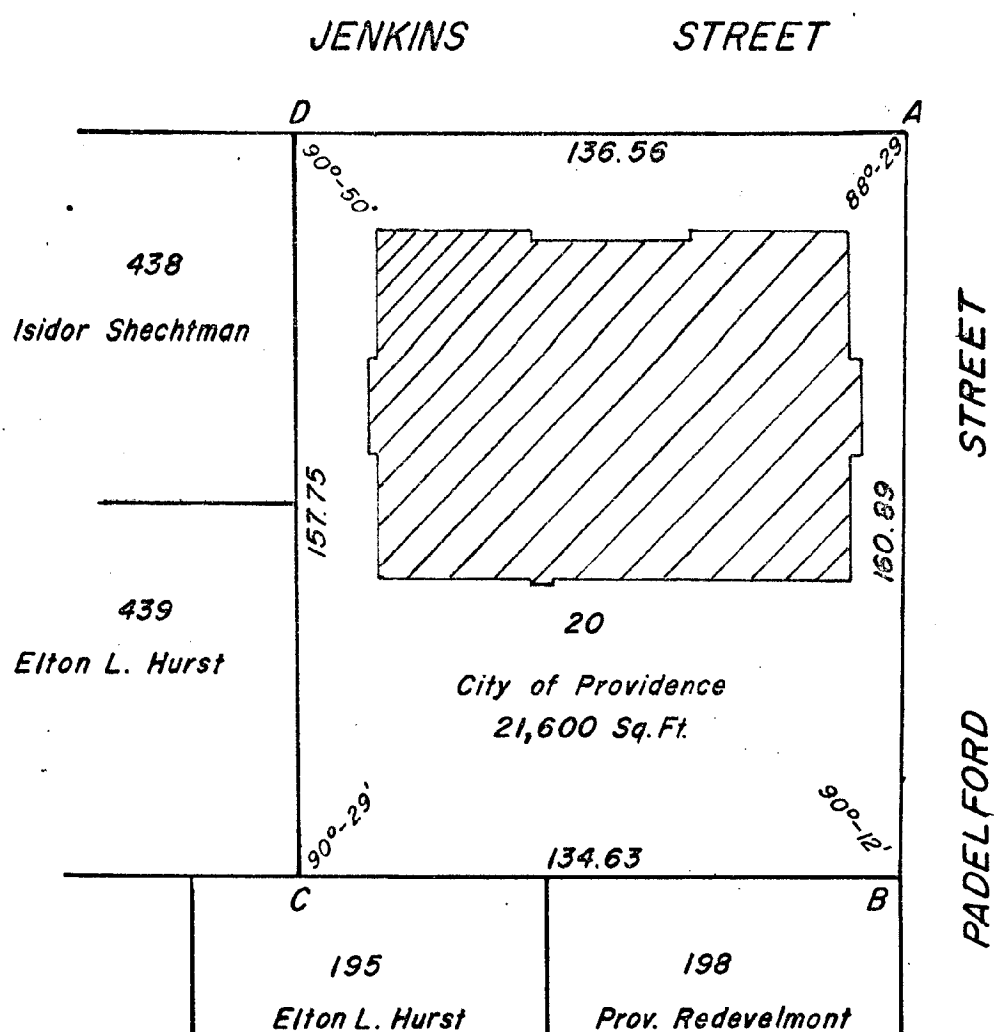 JENKINS STREET
D
A
136.56
90°-50'
88°-29
438
Isidor Shechtman
STREET
157.75
160.89
439
Elton L. Hurst
20
City of Providence
21,600 Sq. Ft.
PADELFORD
90°-29'
90°-12'
134.63
C
B
195
198
Elton L. Hurst
Prov. Redevelmont